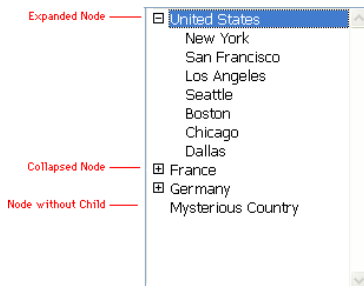 Expanded Node
United States
New York
San Francisco
Los Angeles
Seattle
Boston
Chicago
Dallas
Collapsed Node
France
Germany
Node without Child
Mysterious Country